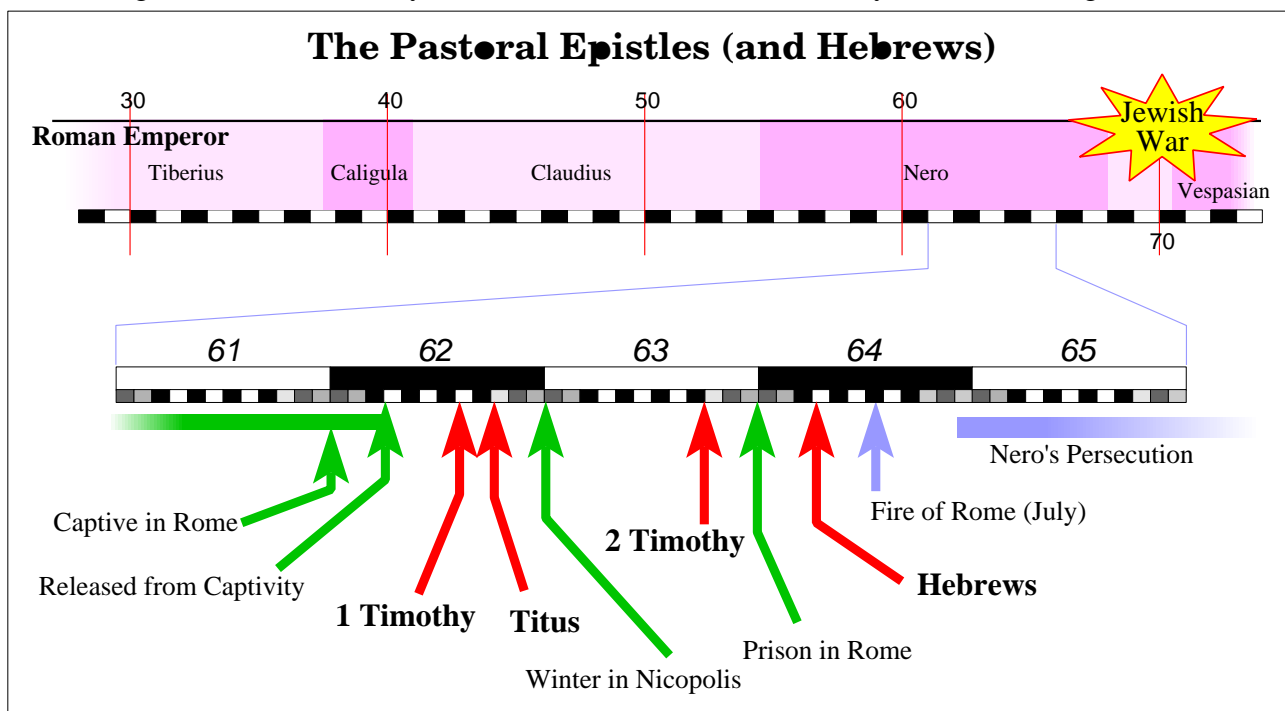 The Pastoral Epistles (and Hebrews)
30 40 50 60
Roman Emperor
Jewish
War
Tiberius Caligula Claudius Nero
Vespasian
70
61 62 63 64 65
Nero's Persecution
Captive in Rome
Fire of Rome (July)
2 Timothy
Released from Captivity
Hebrews
1 Timothy
Titus
Prison in Rome
Winter in Nicopolis